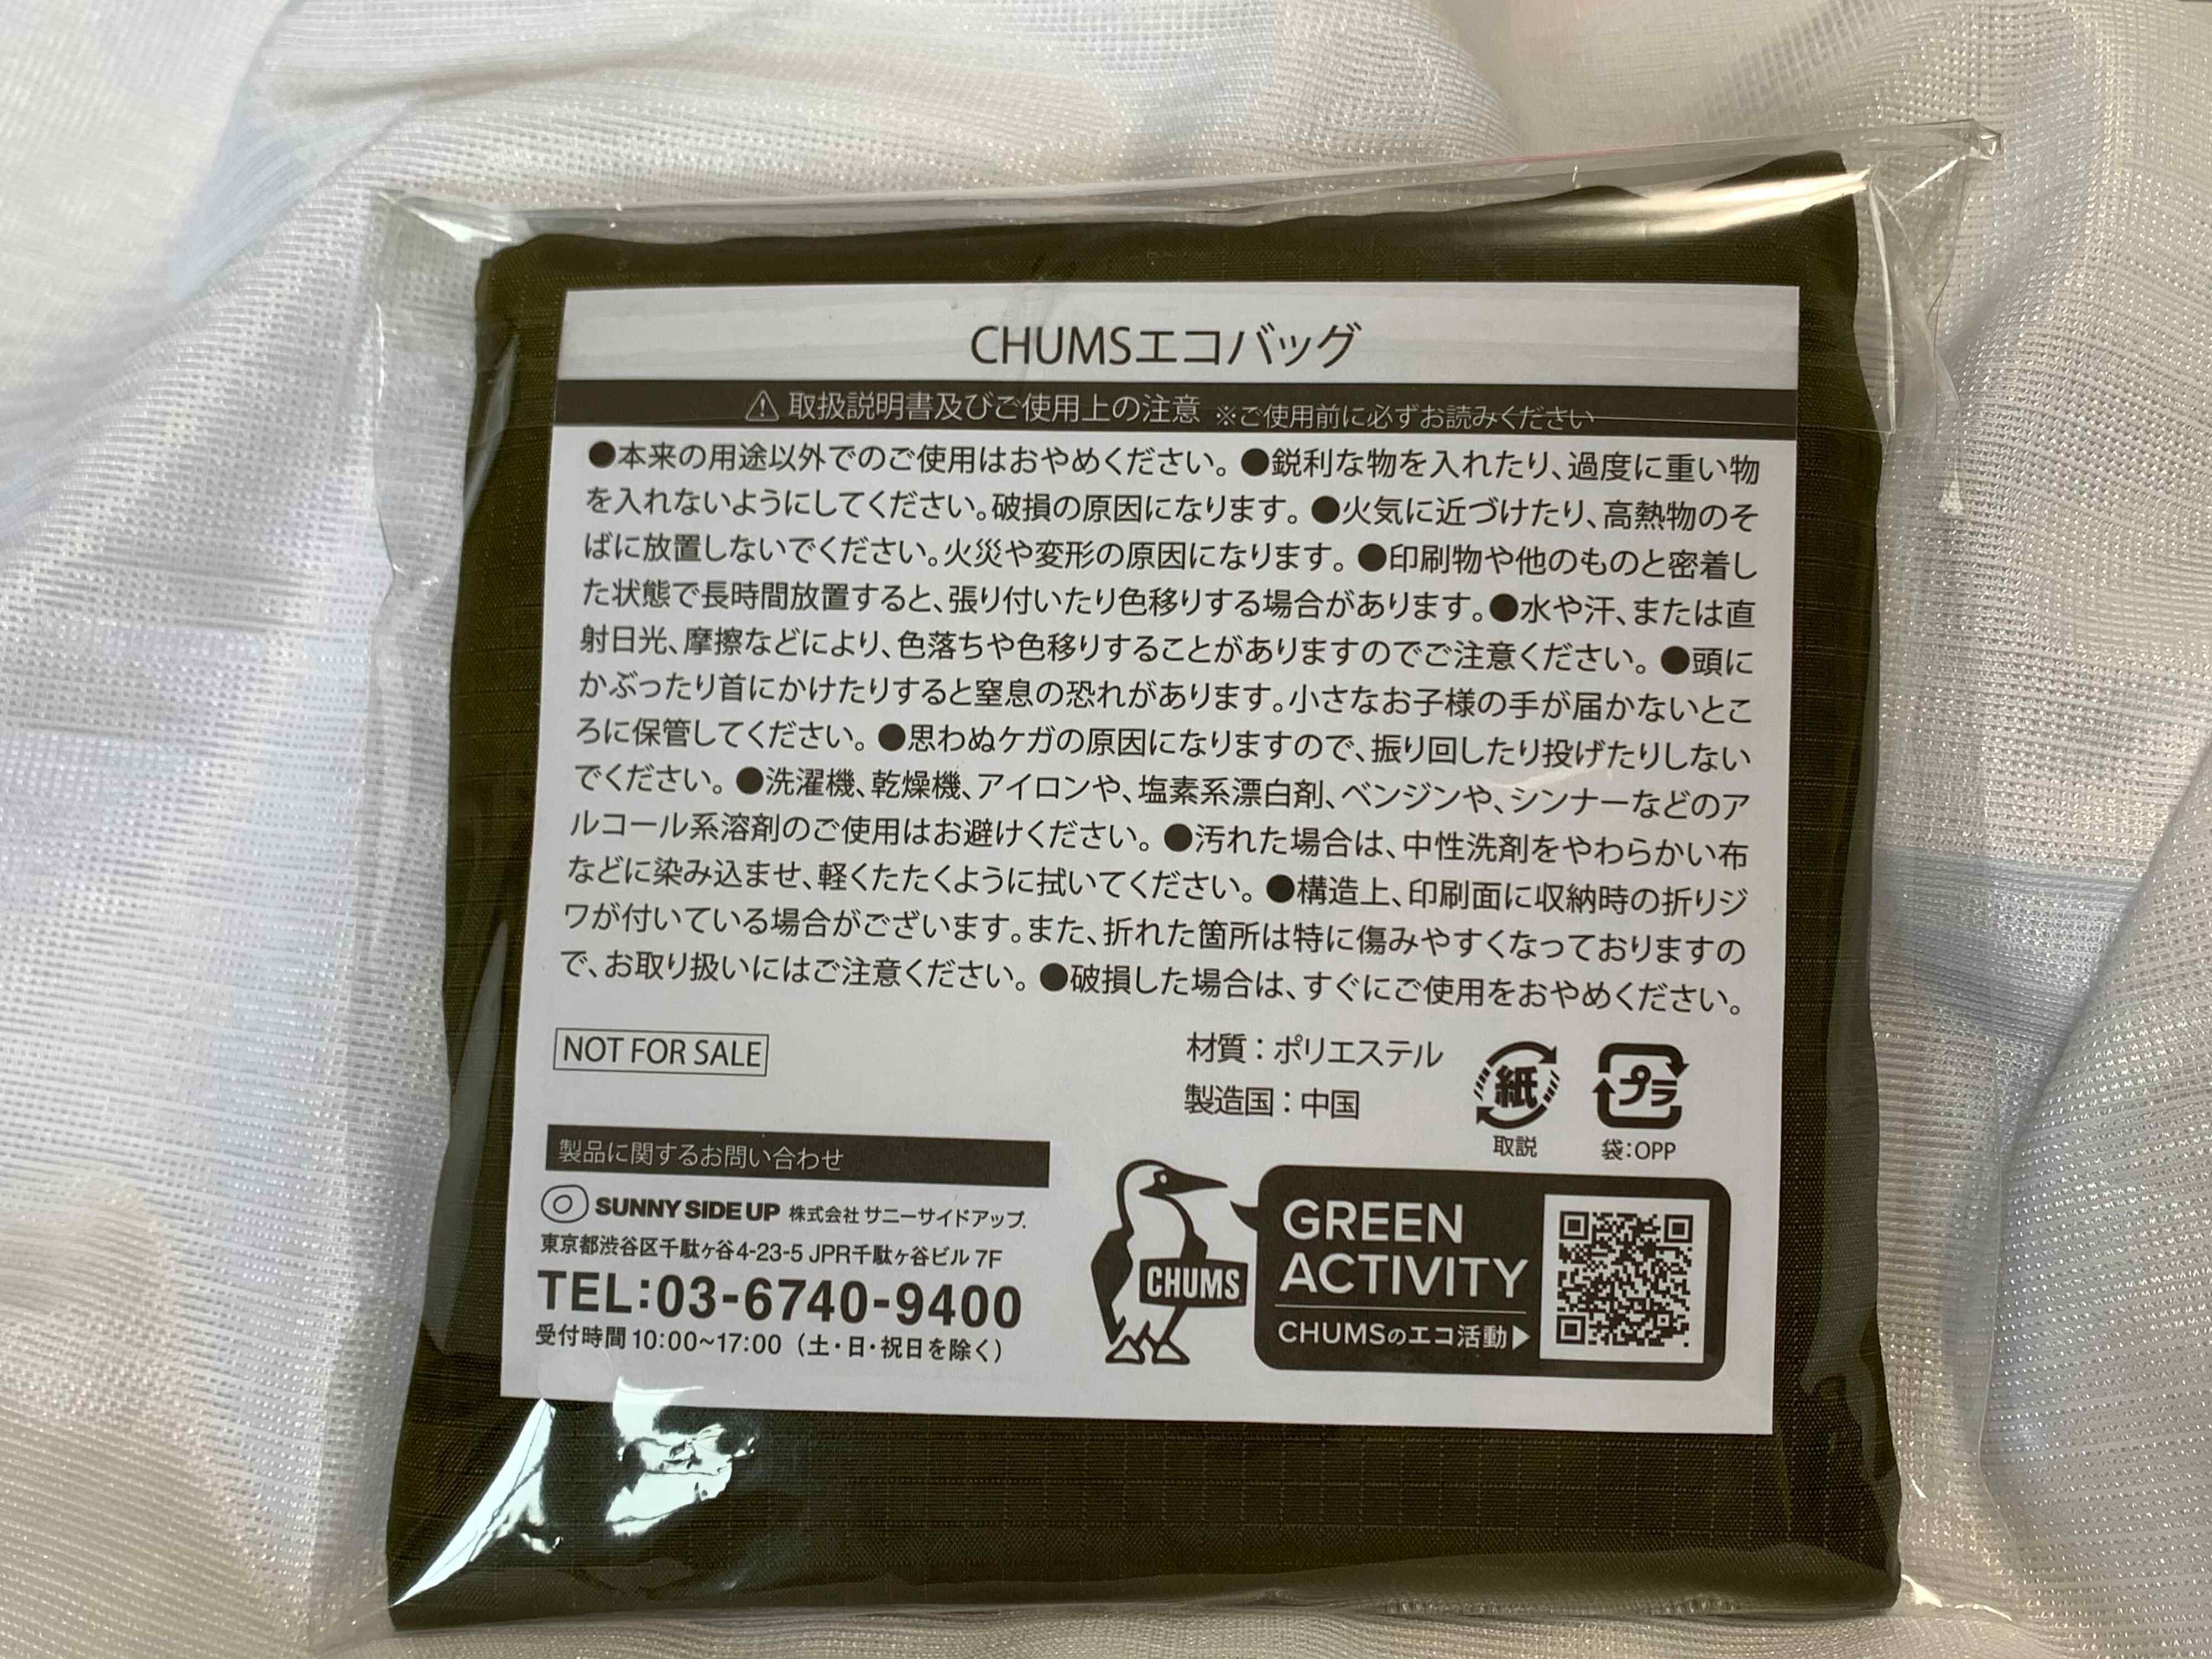 CHUMSエコバッグ
⚠ 取扱説明書及びご使用上の注意 ※ご使用前に必ずお読みください
●本来の用途以外でのご使用はおやめください。●鋭利な物を入れたり、過度に重い物
を入れないようにしてください。破損の原因になります。●火気に近づけたり、高熱物のそ
ばに放置しないでください。火災や変形の原因になります。●印刷物や他のものと密着し
た状態で長時間放置すると、張り付いたり色移りする場合があります。●水や汗、または直
射日光、摩擦などにより、色落ちや色移りすることがありますのでご注意ください。●頭に
かぶったり首にかけたりすると窒息の恐れがあります。小さなお子様の手が届かないとこ
ろに保管してください。●思わぬケガの原因になりますので、振り回したり投げたりしない
でください。●洗濯機、乾燥機、アイロンや、塩素系漂白剤、ベンジンや、シンナーなどのア
ルコール系溶剤のご使用はお避けください。●汚れた場合は、中性洗剤をやわらかい布
などに染み込ませ、軽くたたくように拭いてください。●構造上、印刷面に収納時の折りジ
ワが付いている場合がございます。また、折れた箇所は特に傷みやすくなっておりますの
で、お取り扱いにはご注意ください。●破損した場合は、すぐにご使用をおやめください。
NOT FOR SALE
材質：ポリエステル
製造国：中国
紙
取説
プラ
袋：OPP
製品に関するお問い合わせ
SUNNY SIDE UP 株式会社 サニーサイドアップ.
東京都渋谷区千駄ヶ谷4-23-5 JPR千駄ヶ谷ビル 7F
TEL:03-6740-9400
受付時間 10:00~17:00（土・日・祝日を除く）
CHUMS
GREEN
ACTIVITY
CHUMSのエコ活動▶